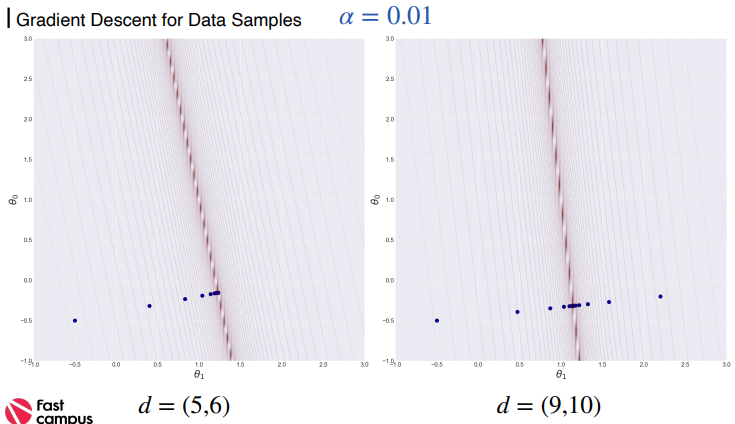 Gradient Descent for Data Samples
α = 0.01
3.0
2.5
2.0
1.5
1.0
0.5
0.0
−0.5
−1.0
θ0
−1.0 −0.5 0.0 0.5 1.0 1.5 2.0 2.5 3.0
θ1
3.0
2.5
2.0
1.5
1.0
0.5
0.0
−0.5
−1.0
θ0
−1.0 −0.5 0.0 0.5 1.0 1.5 2.0 2.5 3.0
θ1
d = (5,6)
d = (9,10)
fast
campus